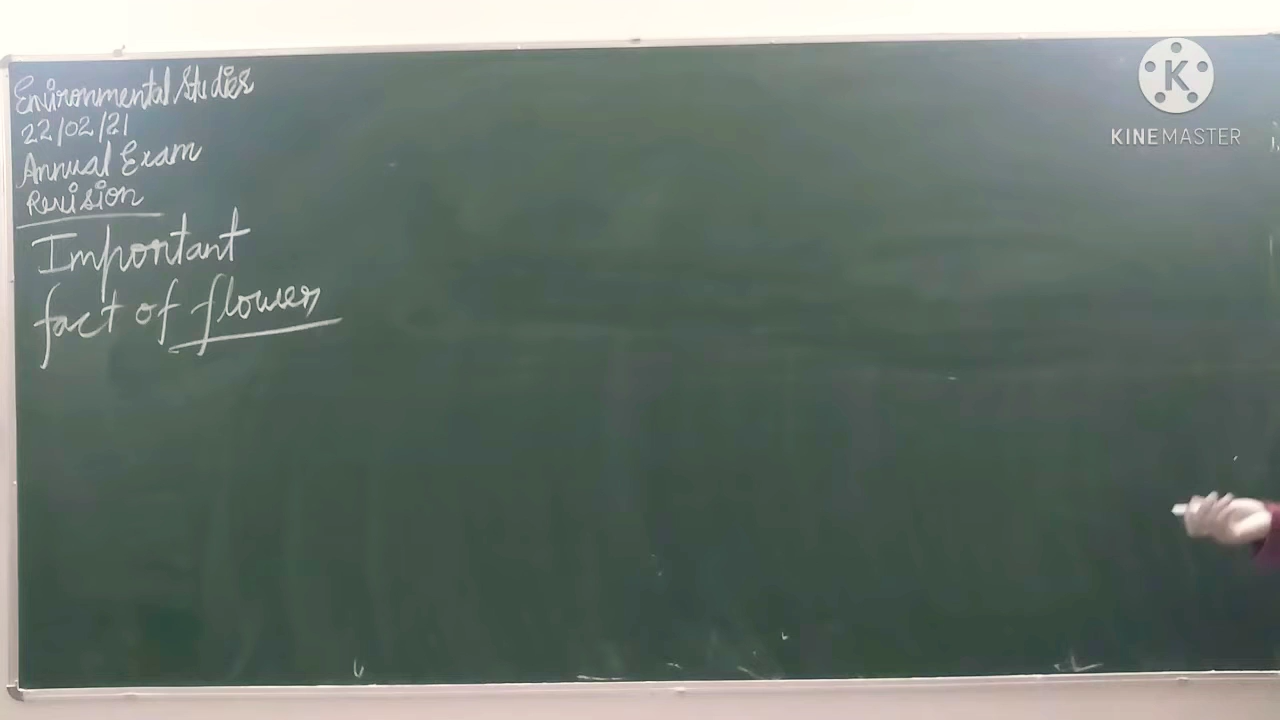 Environmental Studies
22/02/21
Annual Exam
Revision
Important
fact of flower
K
KINEMASTER